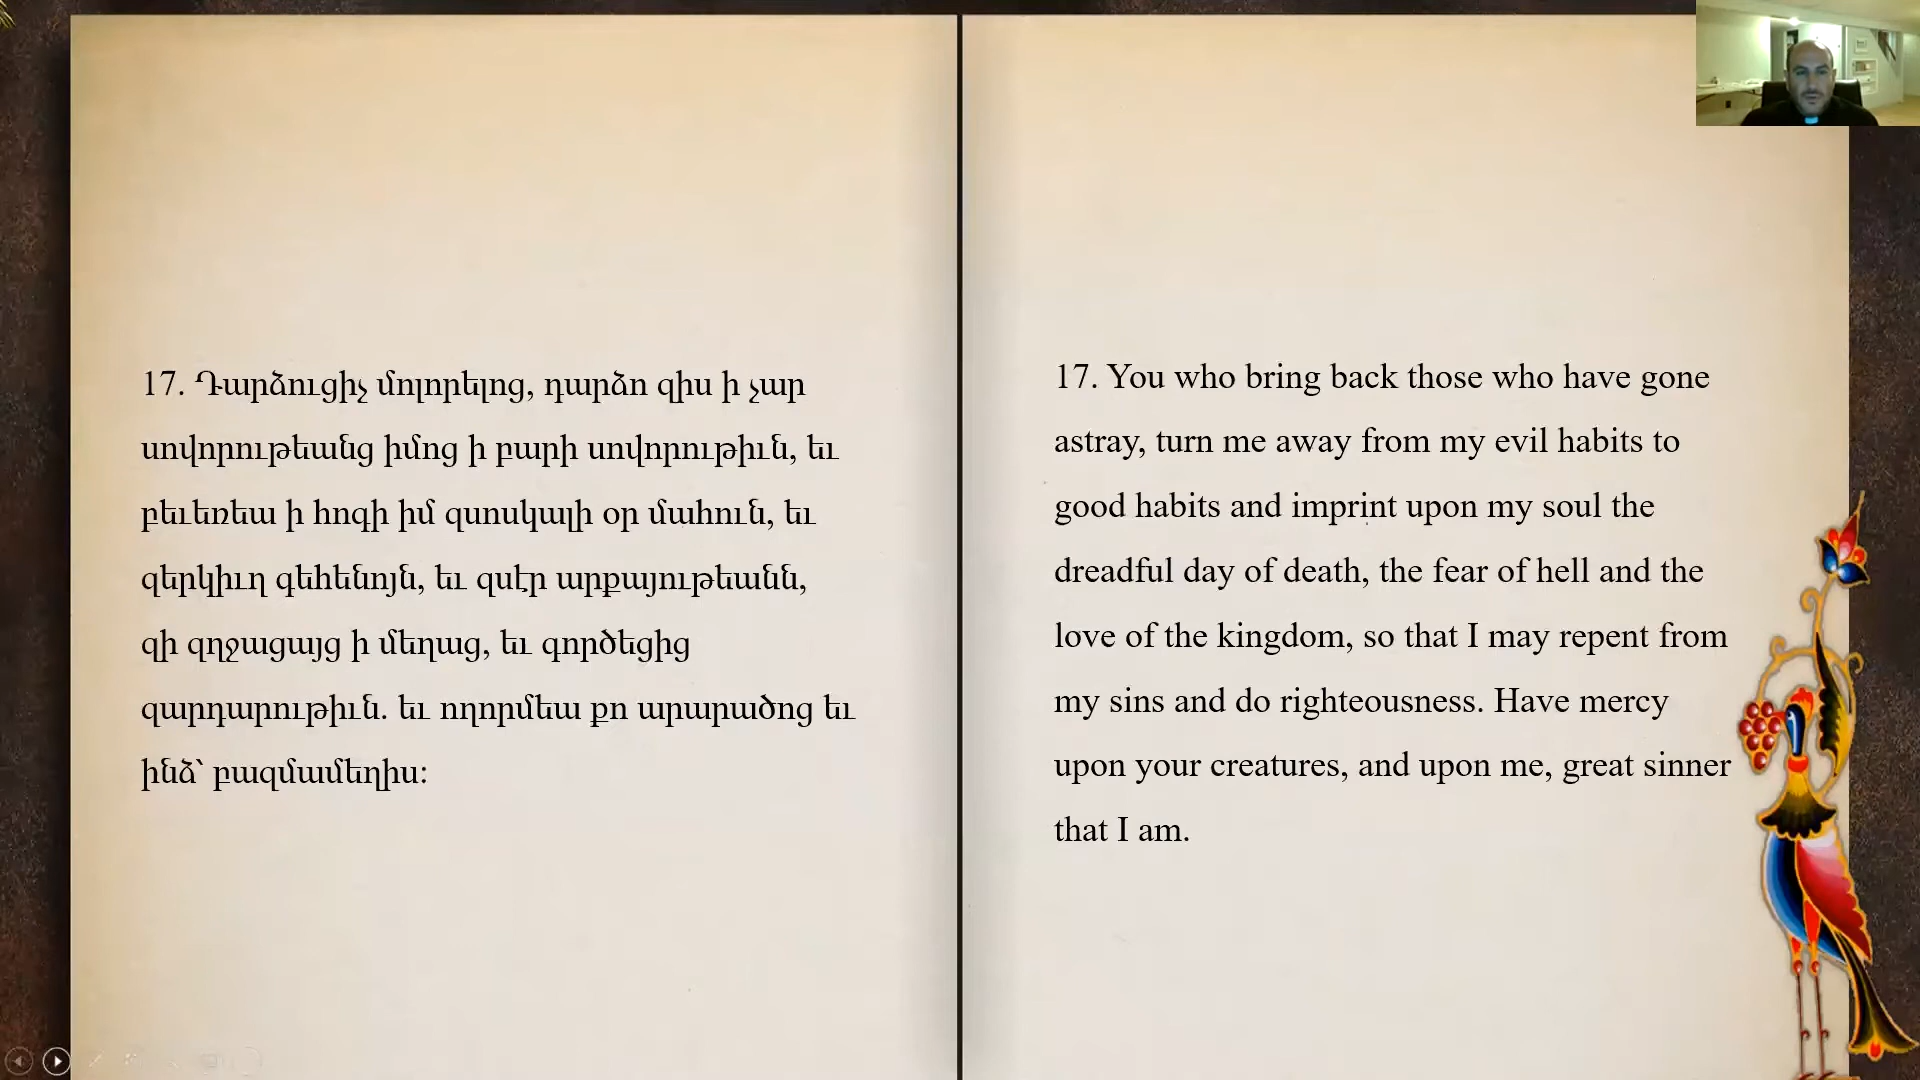 17. Դարձուցիչ մոլորելոց, դարձո զիս ի չար
սովորութեանց իմոց ի բարի սովորութիւն, եւ
բեւեռեա ի հոգի իմ զսոսկալի օր մահուն, եւ
զերկիւղ գեհենոյն, եւ զսէր արքայութեանն,
զի զղջացայց ի մեղաց, եւ գործեցից
զարդարութիւն. եւ ողորմեա քո արարածոց եւ
ինձ՝ բազմամեղիս։
17. You who bring back those who have gone
astray, turn me away from my evil habits to
good habits and imprint upon my soul the
dreadful day of death, the fear of hell and the
love of the kingdom, so that I may repent from
my sins and do righteousness. Have mercy
upon your creatures, and upon me, great sinner
that I am.